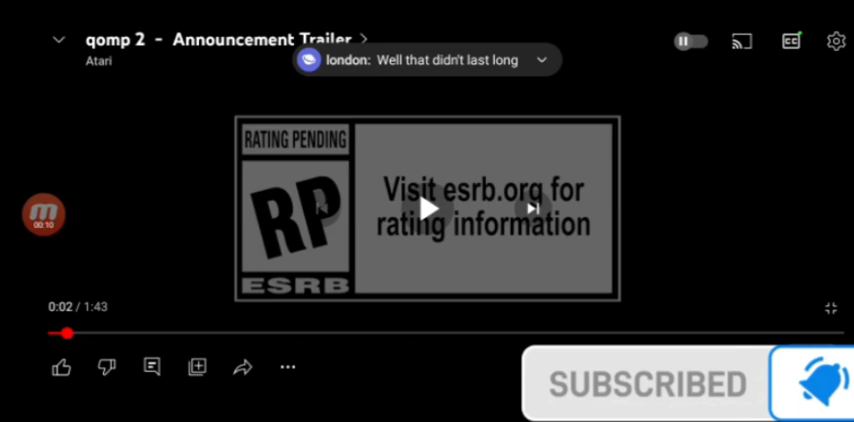 qomp 2 - Announcement Trailer
Atari
london: Well that didn't last long
CC
RATING PENDING
RP
ESRB
Visit esrb.org for
rating information
m
00:10
0:02 / 1:43
SUBSCRIBED